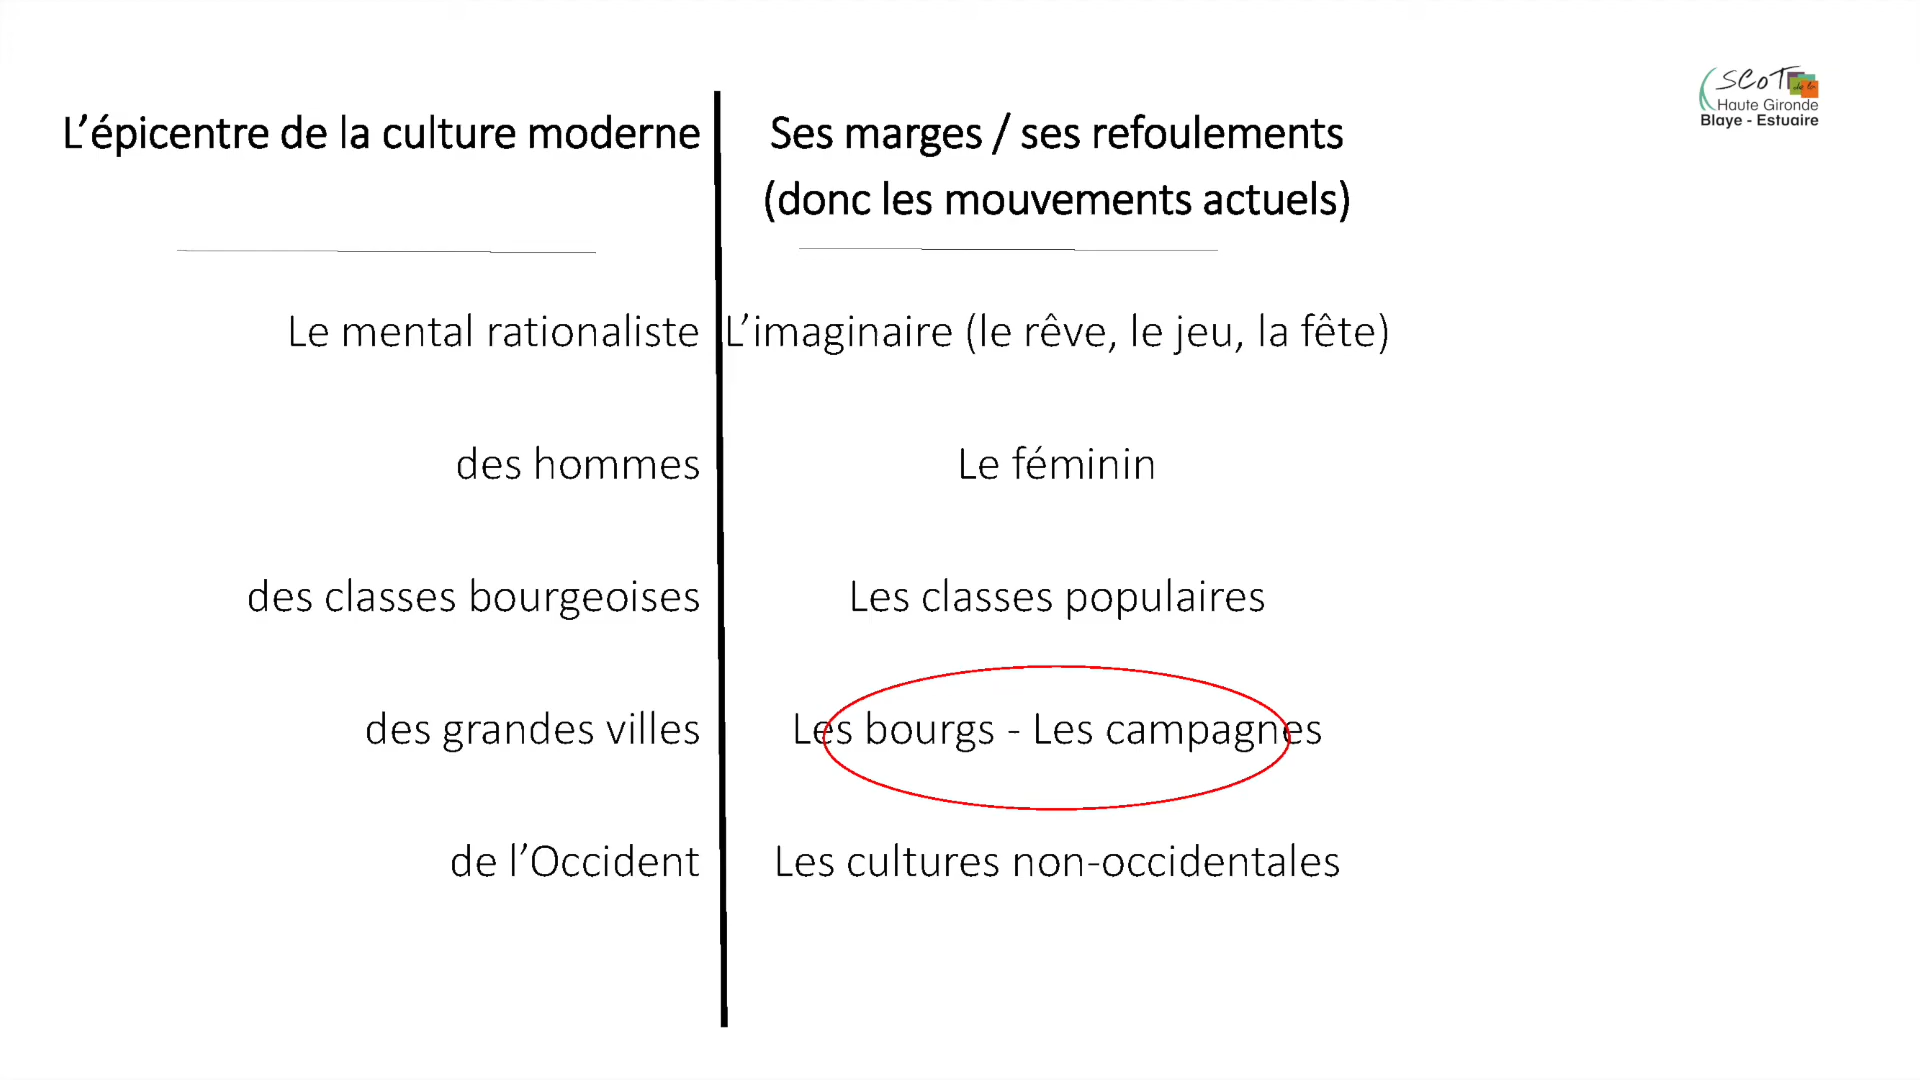 SCoT de la
Haute Gironde
Blaye - Estuaire
L'épicentre de la culture moderne
Ses marges / ses refoulements
(donc les mouvements actuels)
Le mental rationaliste
L'imaginaire (le rêve, le jeu, la fête)
des hommes
Le féminin
des classes bourgeoises
Les classes populaires
des grandes villes
Les bourgs - Les campagnes
de l'Occident
Les cultures non-occidentales